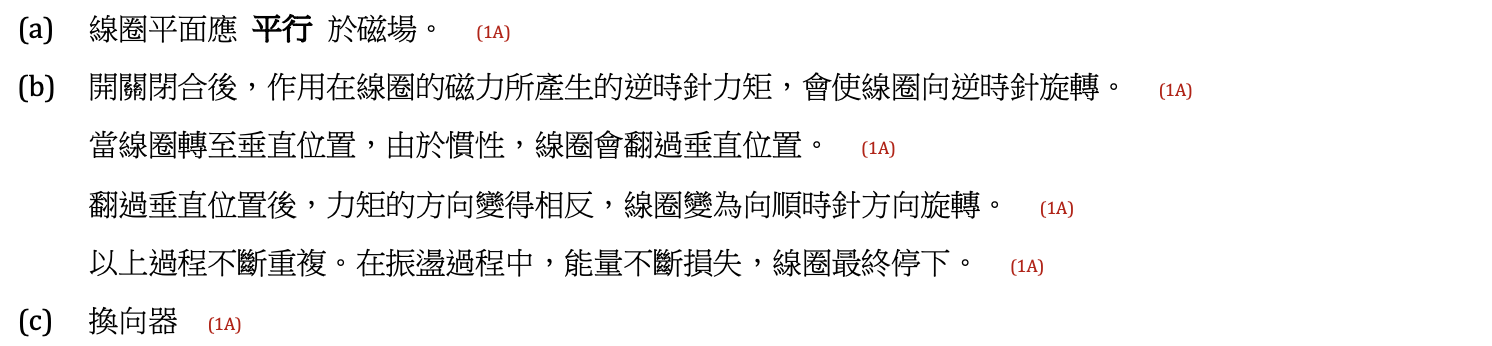 (a) 線圈平面應 平行 於磁場。 (1A)
(b) 開關閉合後，作用在線圈的磁力所產生的逆時針力矩，會使線圈向逆時針旋轉。 (1A)
當線圈轉至垂直位置，由於慣性，線圈會翻過垂直位置。 (1A)
翻過垂直位置後，力矩的方向變得相反，線圈變為向順時針方向旋轉。 (1A)
以上過程不斷重複。在振盪過程中，能量不斷損失，線圈最終停下。 (1A)
(c) 換向器 (1A)